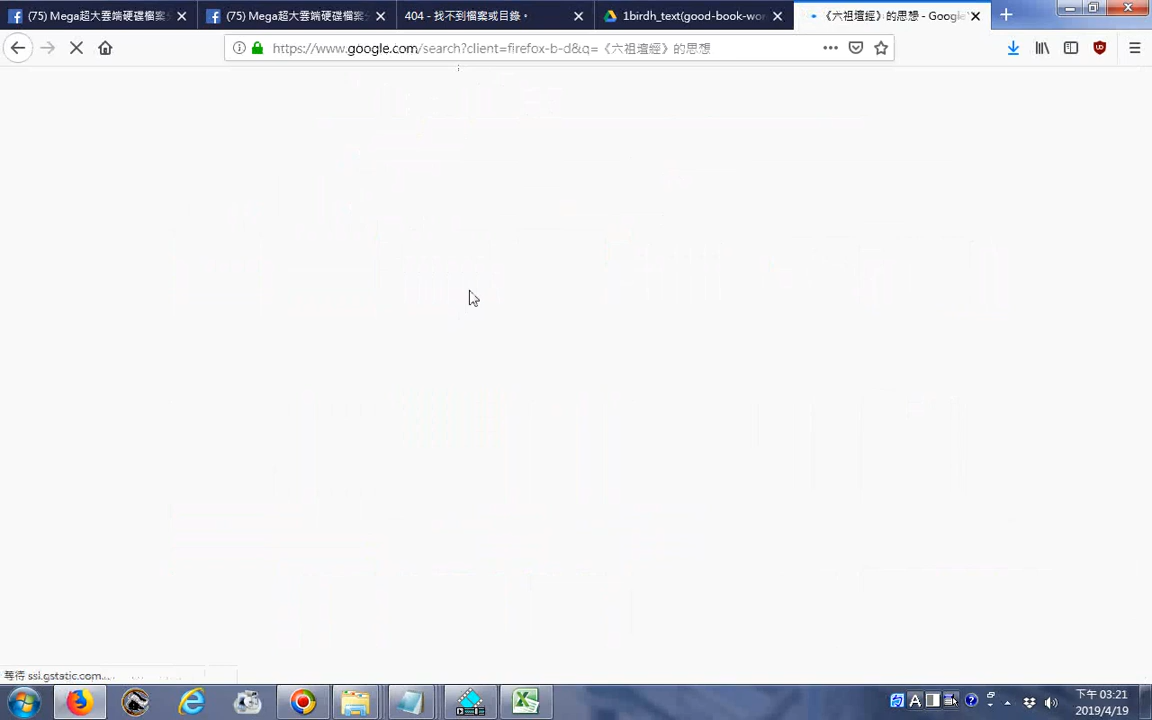 (75) Mega超大雲端硬碟檔案
(75) Mega超大雲端硬碟檔案
404 - 找不到檔案或目錄。
1birdh_text(good-book-wor
《六祖壇經》的思想 - Google
https://www.google.com/search?client=firefox-b-d&q=《六祖壇經》的思想
等待 ssl.gstatic.com…
下午 03:21
2019/4/19